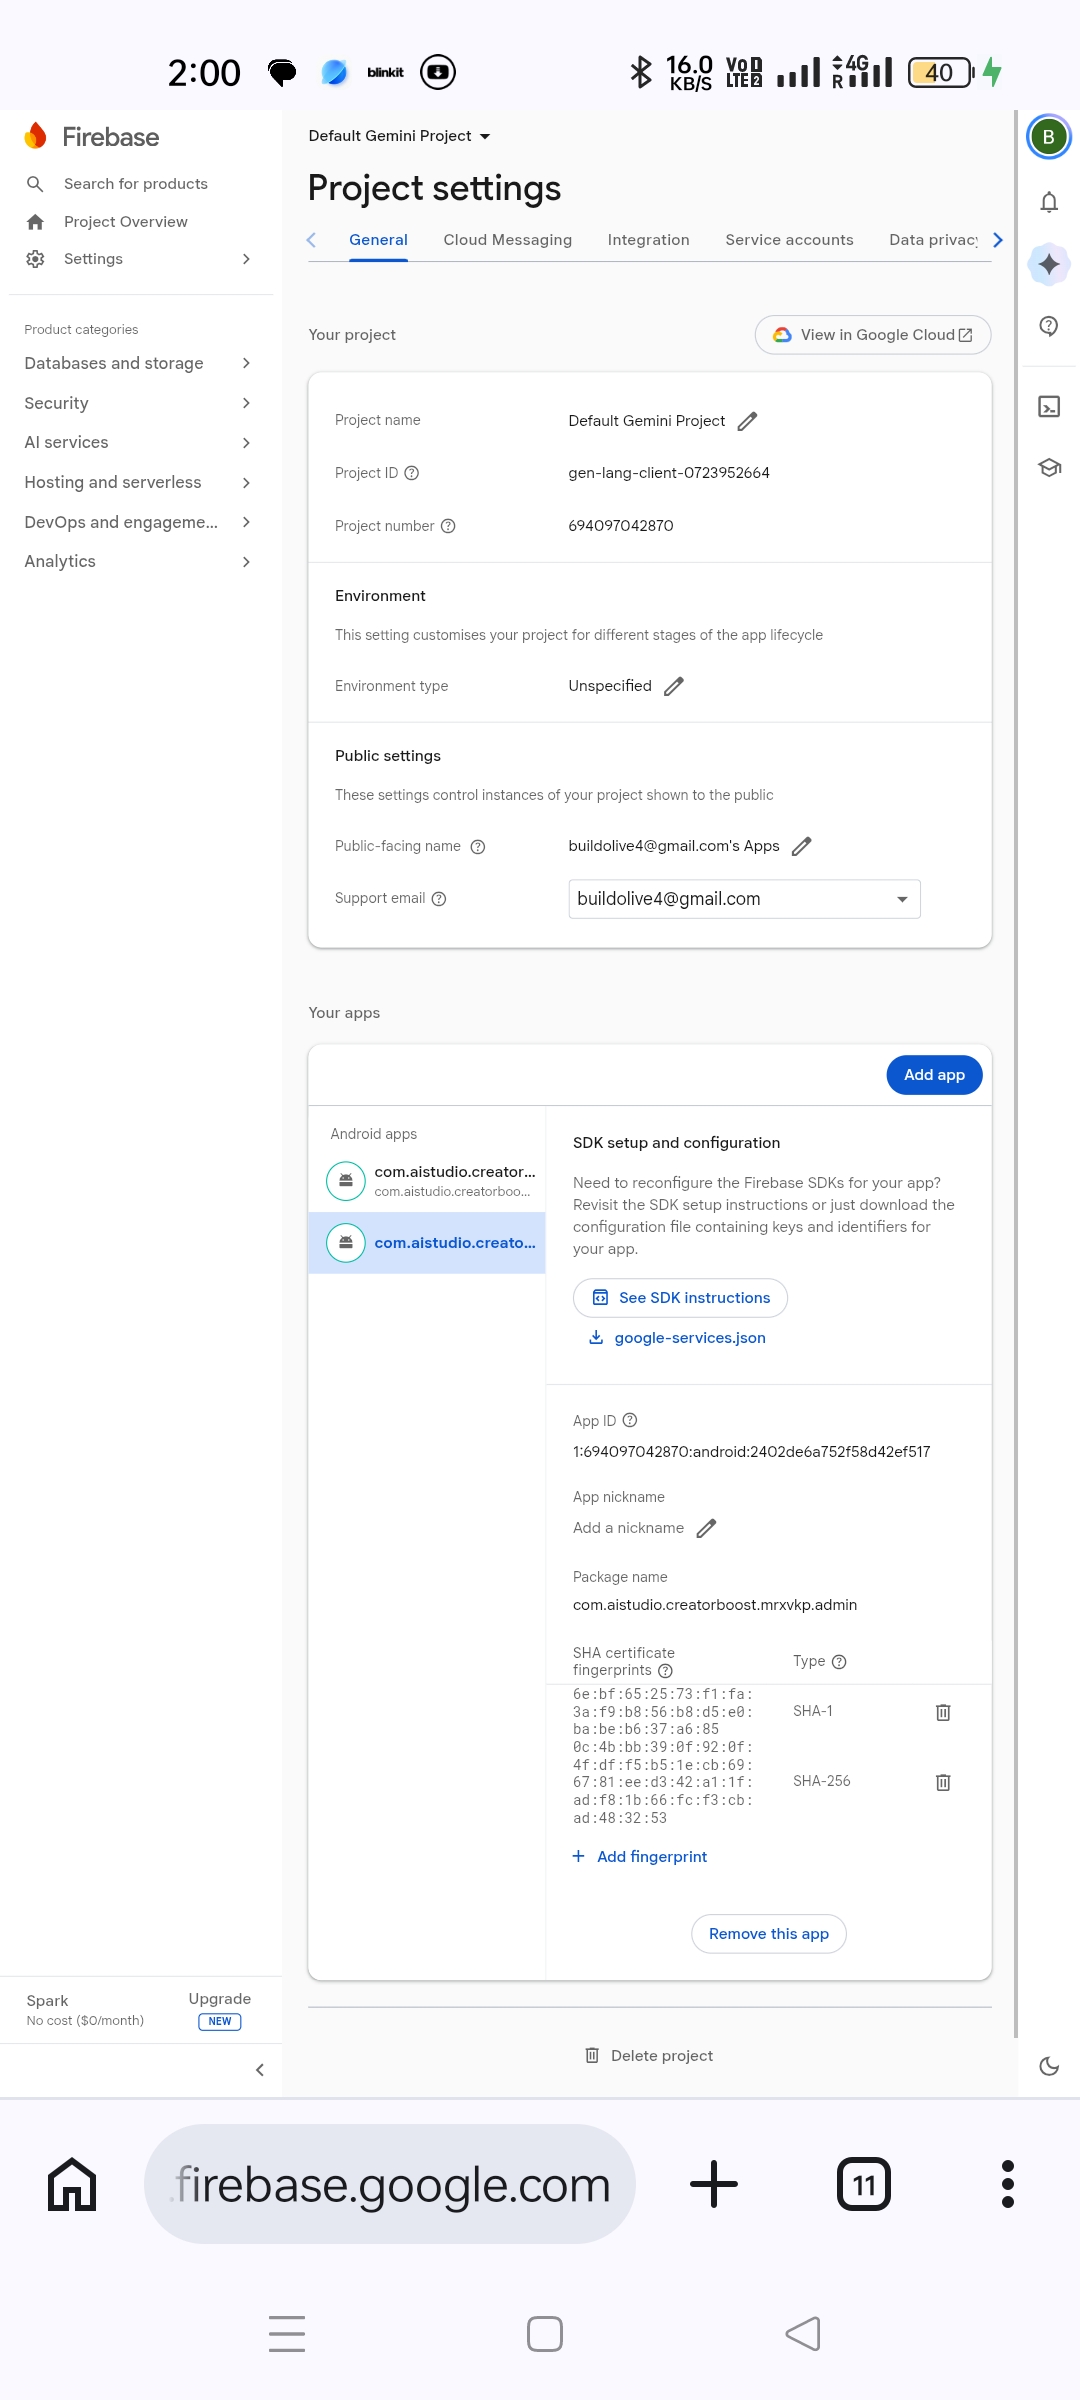 2:00
blinkit
16.0
KB/S
VoD
LTE 2
4G
R
40
Firebase
Search for products
Project Overview
Settings
Product categories
Databases and storage
Security
AI services
Hosting and serverless
DevOps and engageme...
Analytics
Spark
No cost ($0/month)
Upgrade
NEW
Default Gemini Project
Project settings
General
Cloud Messaging
Integration
Service accounts
Data privacy
B
Your project
View in Google Cloud
Project name
Default Gemini Project
Project ID
gen-lang-client-0723952664
Project number
694097042870
Environment
This setting customises your project for different stages of the app lifecycle
Environment type
Unspecified
Public settings
These settings control instances of your project shown to the public
Public-facing name
buildolive4@gmail.com's Apps
Support email
buildolive4@gmail.com
Your apps
Add app
Android apps
com.aistudio.creator...
com.aistudio.creatorboo...
com.aistudio.creato...
SDK setup and configuration
Need to reconfigure the Firebase SDKs for your app?
Revisit the SDK setup instructions or just download the
configuration file containing keys and identifiers for
your app.
See SDK instructions
google-services.json
App ID
1:694097042870:android:2402de6a752f58d42ef517
App nickname
Add a nickname
Package name
com.aistudio.creatorboost.mrxvkp.admin
SHA certificate
fingerprints
Type
6e:bf:65:25:73:f1:fa:
3a:f9:b8:56:b8:d5:e0:
ba:be:b6:37:a6:85
SHA-1
0c:4b:bb:39:0f:92:0f:
4f:df:f5:b5:1e:cb:69:
67:81:ee:d3:42:a1:1f:
ad:f8:1b:66:fc:f3:cb:
ad:48:32:53
SHA-256
Add fingerprint
Remove this app
Delete project
.firebase.google.com
11